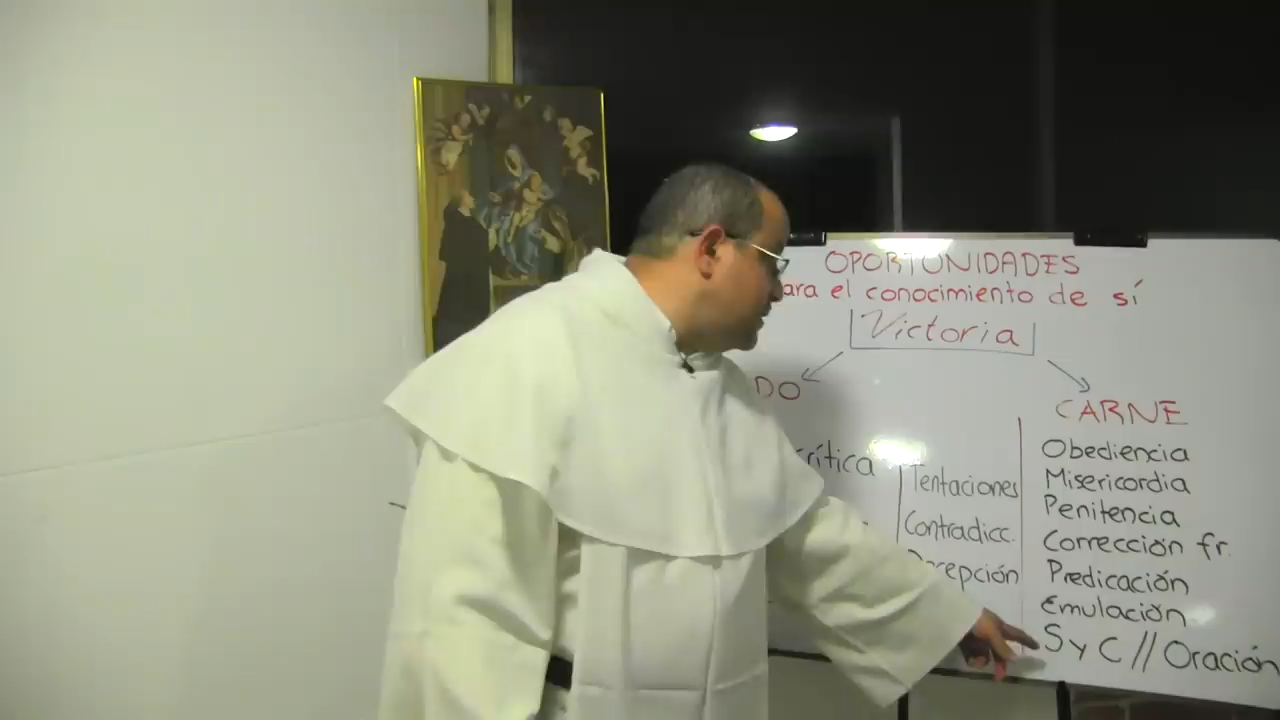 OPORTUNIDADES
para el conocimiento de sí
Victoria
CARNE
crítica
Tentaciones
Contradicc.
Obediencia
Misericordia
Penitencia
Corrección fr.
Predicación
Emulación
S y C // Oración